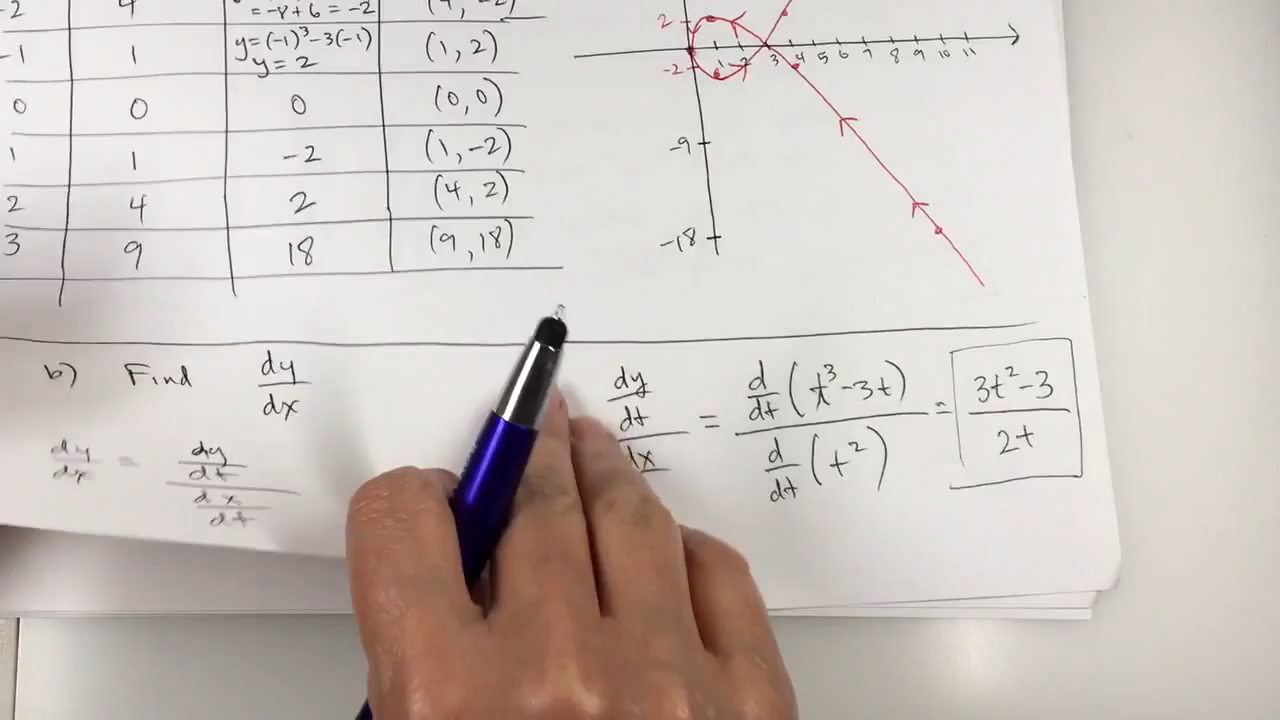 -2 4 = -8+6 = -2 (4, -2)
-1 1 y = (-1)³ - 3(-1) (1, 2)
y = 2
0 0 0 (0, 0)
1 1 -2 (1, -2)
2 4 2 (4, 2)
3 9 18 (9, 18)
2
1 2 3 4 5 6 7 8 9 10 11
-2
-9
-18
b) Find dy/dx
dy/dx = dy/dt / dx/dt
dy/dt / dx = d/dt (t³-3t) / d/dt (t²) = 3t²-3 / 2t